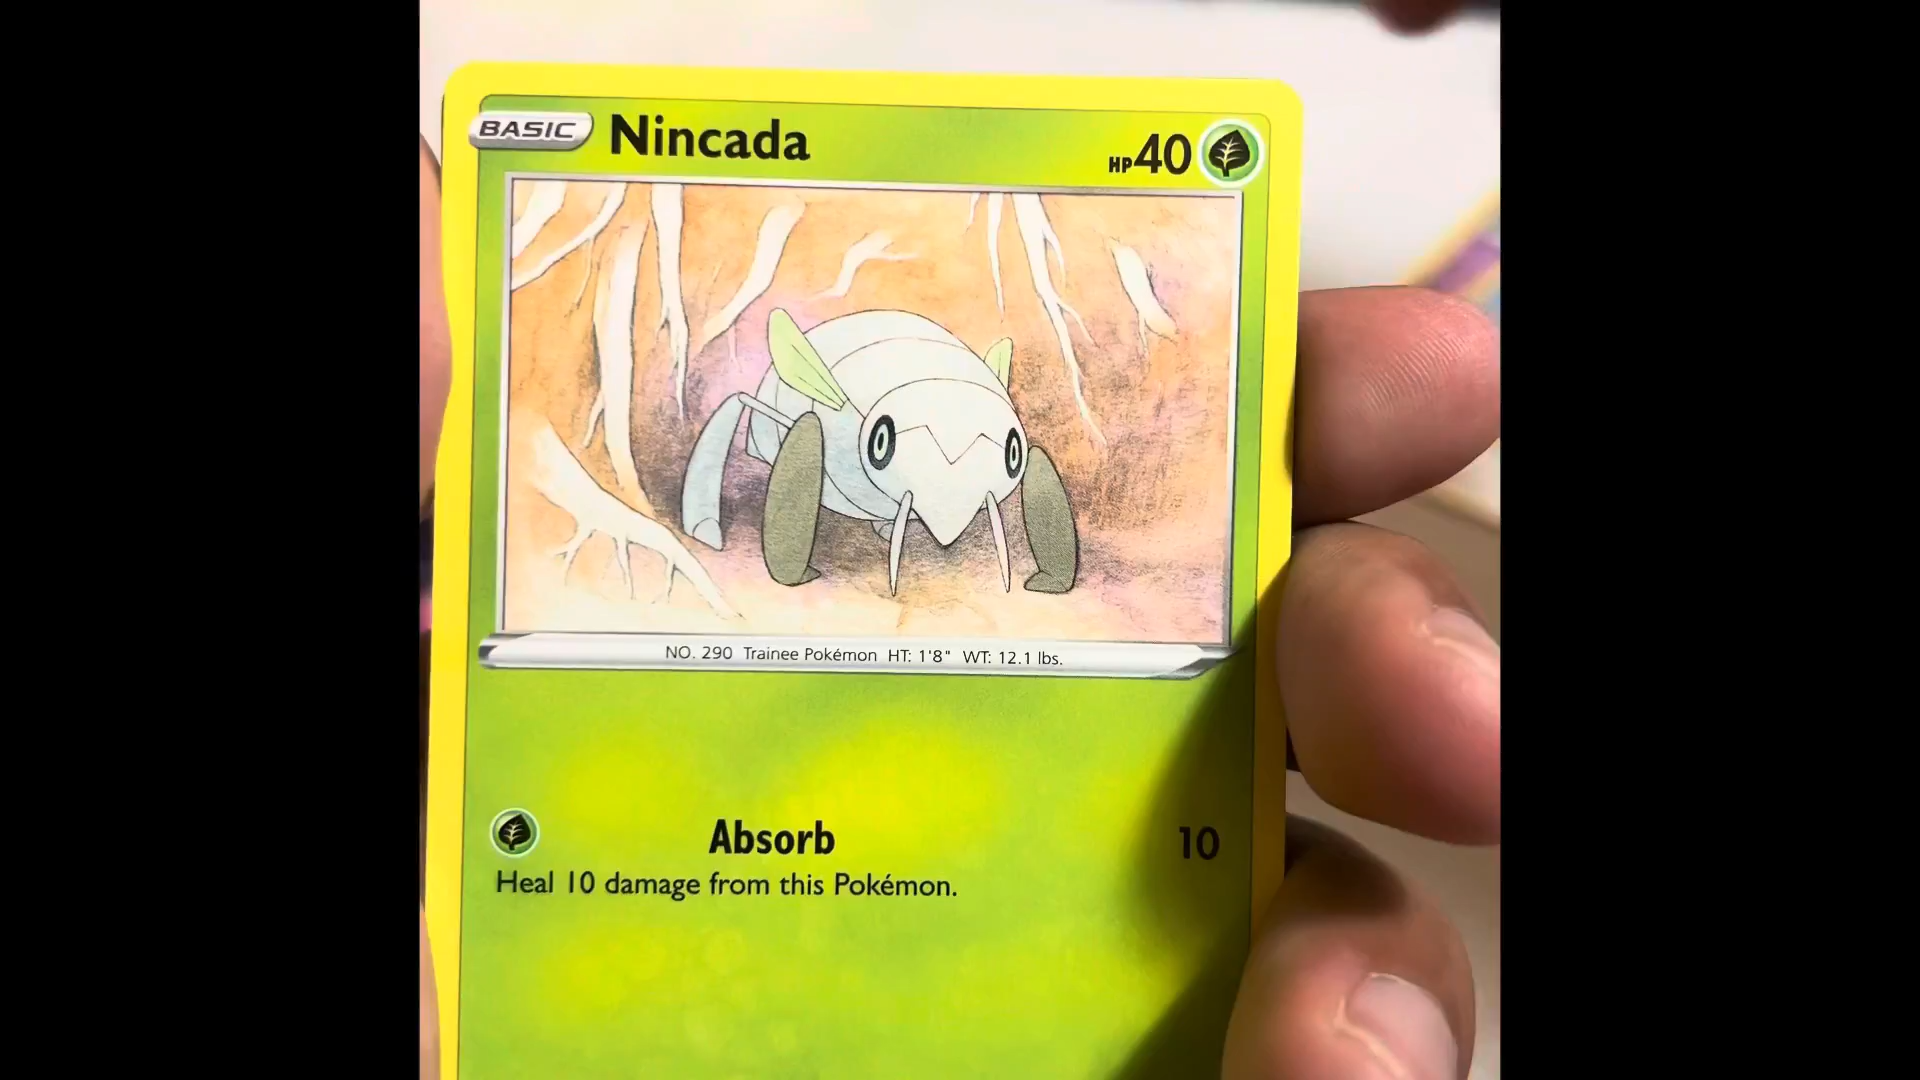 BASIC Nincada HP40
NO. 290 Trainee Pokémon HT: 1'8" WT: 12.1 lbs.
Absorb 10
Heal 10 damage from this Pokémon.